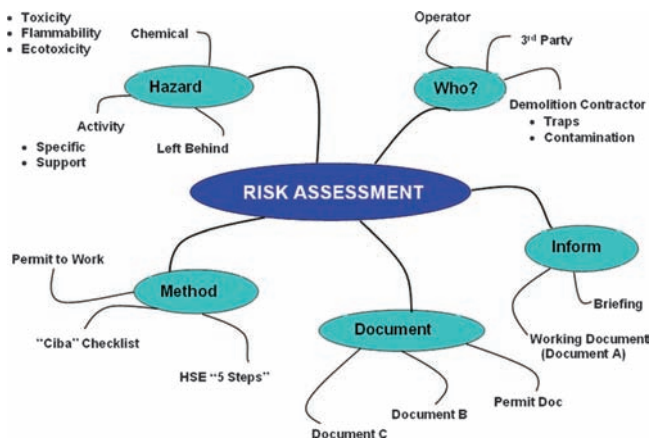 • Toxicity
• Flammability
• Ecotoxicity
Chemical
Hazard
Activity
• Specific
• Support
Left Behind
Operator
3rd Party
Who?
Demolition Contractor
• Traps
• Contamination
RISK ASSESSMENT
Inform
Briefing
Working Document
(Document A)
Permit to Work
Method
"Ciba" Checklist
HSE "5 Steps"
Document
Permit Doc
Document B
Document C